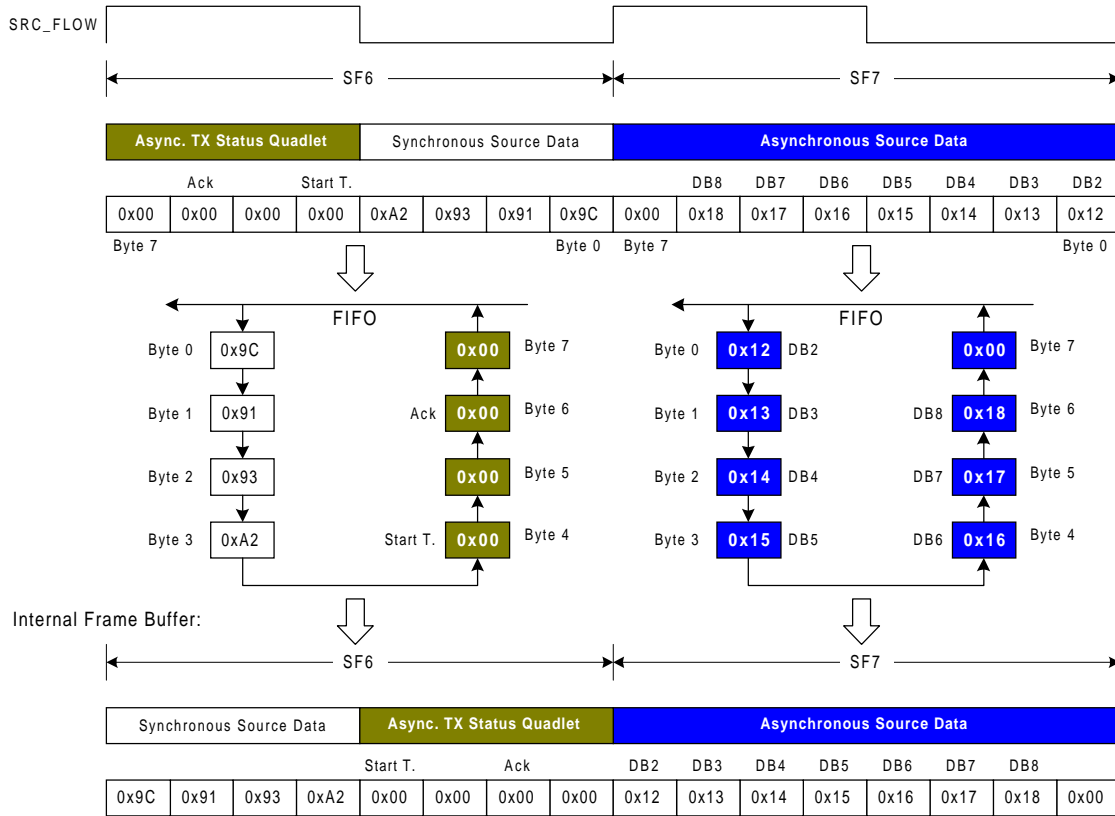 SRC_FLOW
SF6 SF7
Async. TX Status Quadlet Synchronous Source Data Asynchronous Source Data
Ack Start T. DB8 DB7 DB6 DB5 DB4 DB3 DB2
0x00 0x00 0x00 0x00 0xA2 0x93 0x91 0x9C 0x00 0x18 0x17 0x16 0x15 0x14 0x13 0x12
Byte 7 Byte 0 Byte 7 Byte 0
FIFO FIFO
Byte 0 0x9C 0x00 Byte 7 Byte 0 0x12 DB2 0x00 Byte 7
Byte 1 0x91 Ack 0x00 Byte 6 Byte 1 0x13 DB3 DB8 0x18 Byte 6
Byte 2 0x93 0x00 Byte 5 Byte 2 0x14 DB4 DB7 0x17 Byte 5
Byte 3 0xA2 Start T. 0x00 Byte 4 Byte 3 0x15 DB5 DB6 0x16 Byte 4
Internal Frame Buffer:
SF6 SF7
Synchronous Source Data Async. TX Status Quadlet Asynchronous Source Data
Start T. Ack DB2 DB3 DB4 DB5 DB6 DB7 DB8
0x9C 0x91 0x93 0xA2 0x00 0x00 0x00 0x00 0x12 0x13 0x14 0x15 0x16 0x17 0x18 0x00